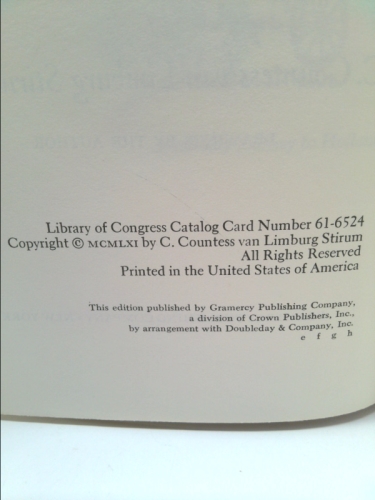 Library of Congress Catalog Card Number 61-6524
Copyright © MCMLXI by C. Countess van Limburg Stirum
All Rights Reserved
Printed in the United States of America
This edition published by Gramercy Publishing Company,
a division of Crown Publishers, Inc.,
by arrangement with Doubleday & Company, Inc.
e f g h